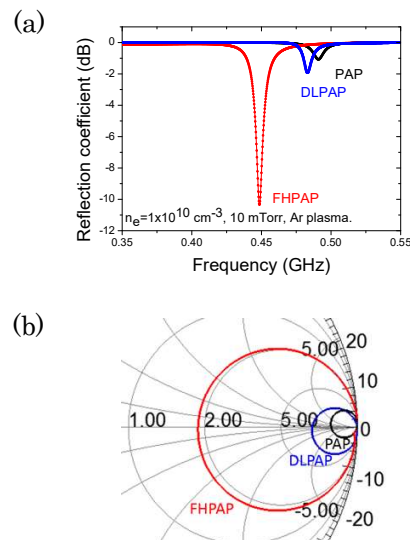 (a)
Reflection coefficient (dB)
0
-2
-4
-6
-8
-10
-12
PAP
DLPAP
FHPAP
nₑ=1x10¹⁰ cm⁻³, 10 mTorr, Ar plasma.
0.35 0.40 0.45 0.50 0.55
Frequency (GHz)
(b)
5.00 20
10
1.00 2.00 5.00 0
PAP
DLPAP
-10
FHPAP -5.00 -20